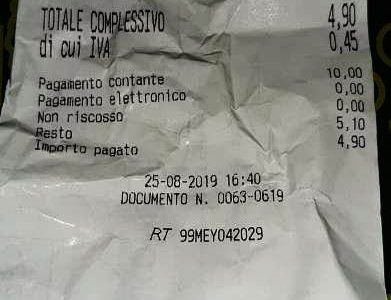 TOTALE COMPLESSIVO 4,90
di cui IVA 0,45
Pagamento contante 10,00
Pagamento elettronico 0,00
Non riscosso 0,00
Resto 5,10
Importo pagato 4,90
25-08-2019 16:40
DOCUMENTO N. 0063-0619
RT 99MEY042029